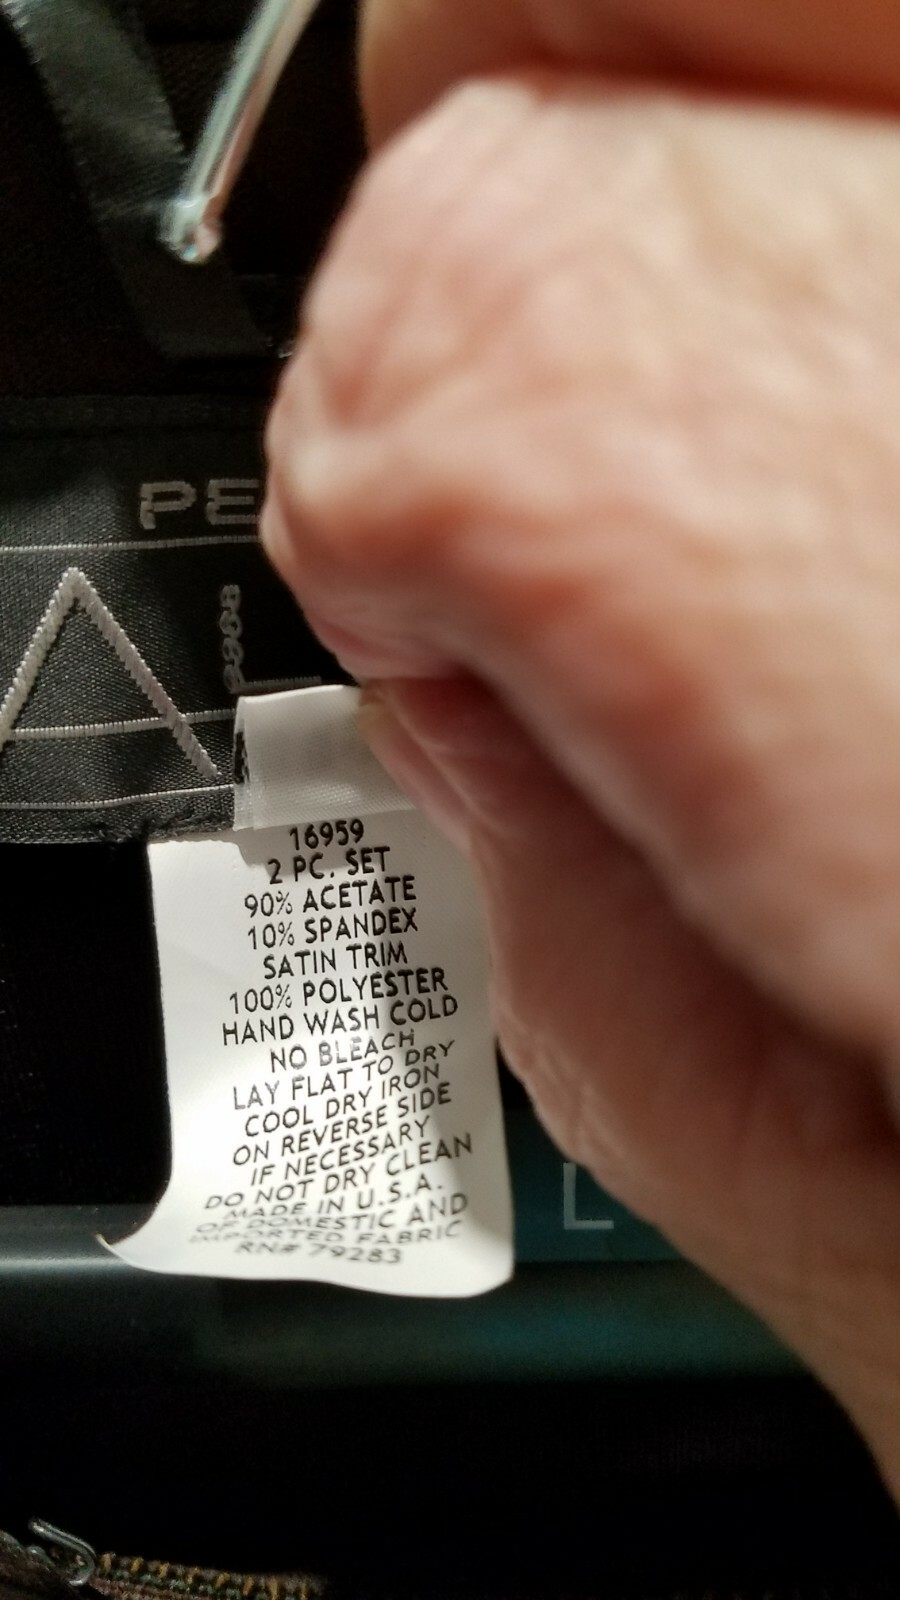 PE
A
16959
2 PC. SET
90% ACETATE
10% SPANDEX
SATIN TRIM
100% POLYESTER
HAND WASH COLD
NO BLEACH
LAY FLAT TO DRY
COOL DRY IRON
ON REVERSE SIDE
IF NECESSARY
DO NOT DRY CLEAN
MADE IN U.S.A.
OF DOMESTIC AND
IMPORTED FABRIC
RN# 79283
L